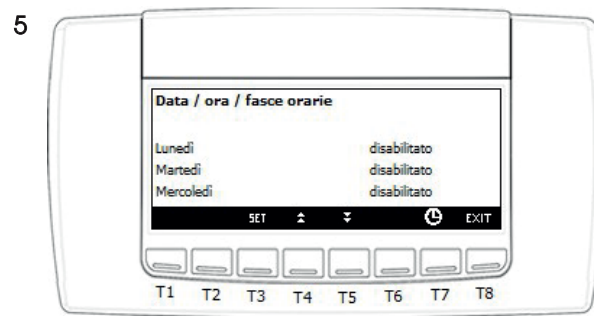 5
Data / ora / fasce orarie
Lunedì disabilitato
Martedì disabilitato
Mercoledì disabilitato
SET EXIT
T1 T2 T3 T4 T5 T6 T7 T8